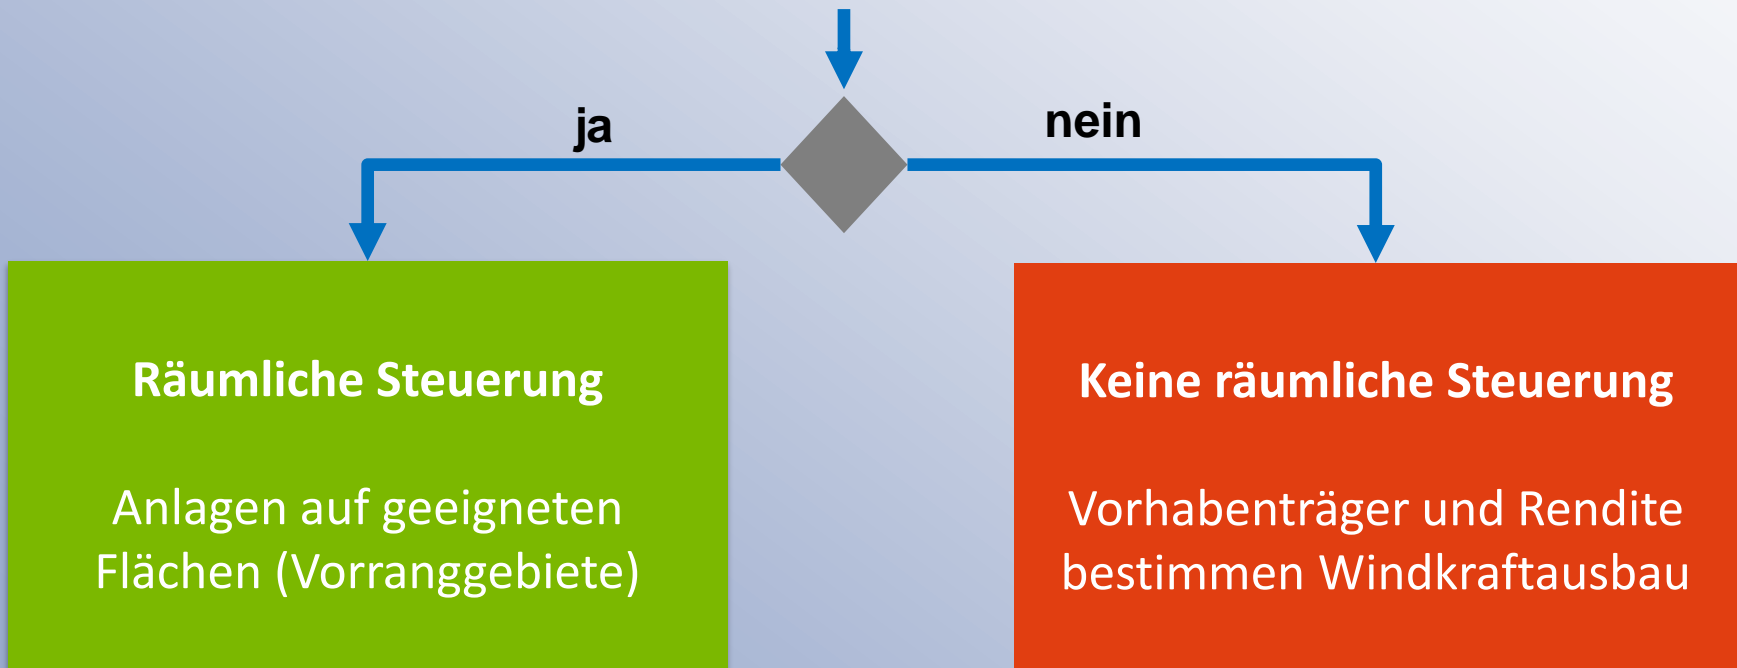 ja
nein
Räumliche Steuerung
Anlagen auf geeigneten
Flächen (Vorranggebiete)
Keine räumliche Steuerung
Vorhabenträger und Rendite
bestimmen Windkraftausbau